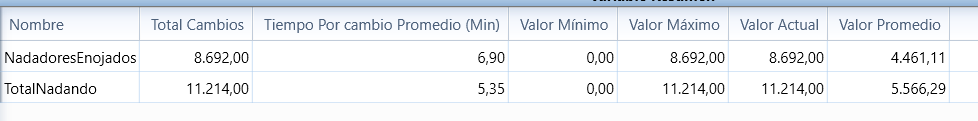 Nombre Total Cambios Tiempo Por cambio Promedio (Min) Valor Mínimo Valor Máximo Valor Actual Valor Promedio
NadadoresEnojados 8.692,00 6,90 0,00 8.692,00 8.692,00 4.461,11
TotalNadando 11.214,00 5,35 0,00 11.214,00 11.214,00 5.566,29